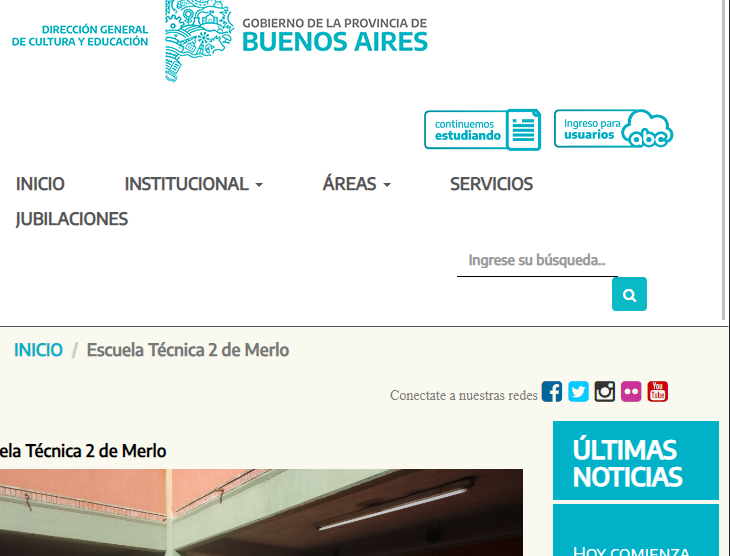 DIRECCIÓN GENERAL
DE CULTURA Y EDUCACIÓN
GOBIERNO DE LA PROVINCIA DE
BUENOS AIRES
continuemos
estudiando
Ingreso para
usuarios
abc
INICIO INSTITUCIONAL ÁREAS SERVICIOS
JUBILACIONES
Ingrese su búsqueda..
INICIO / Escuela Técnica 2 de Merlo
Conectate a nuestras redes
You
Tube
ela Técnica 2 de Merlo
ÚLTIMAS
NOTICIAS
HOY COMIENZA